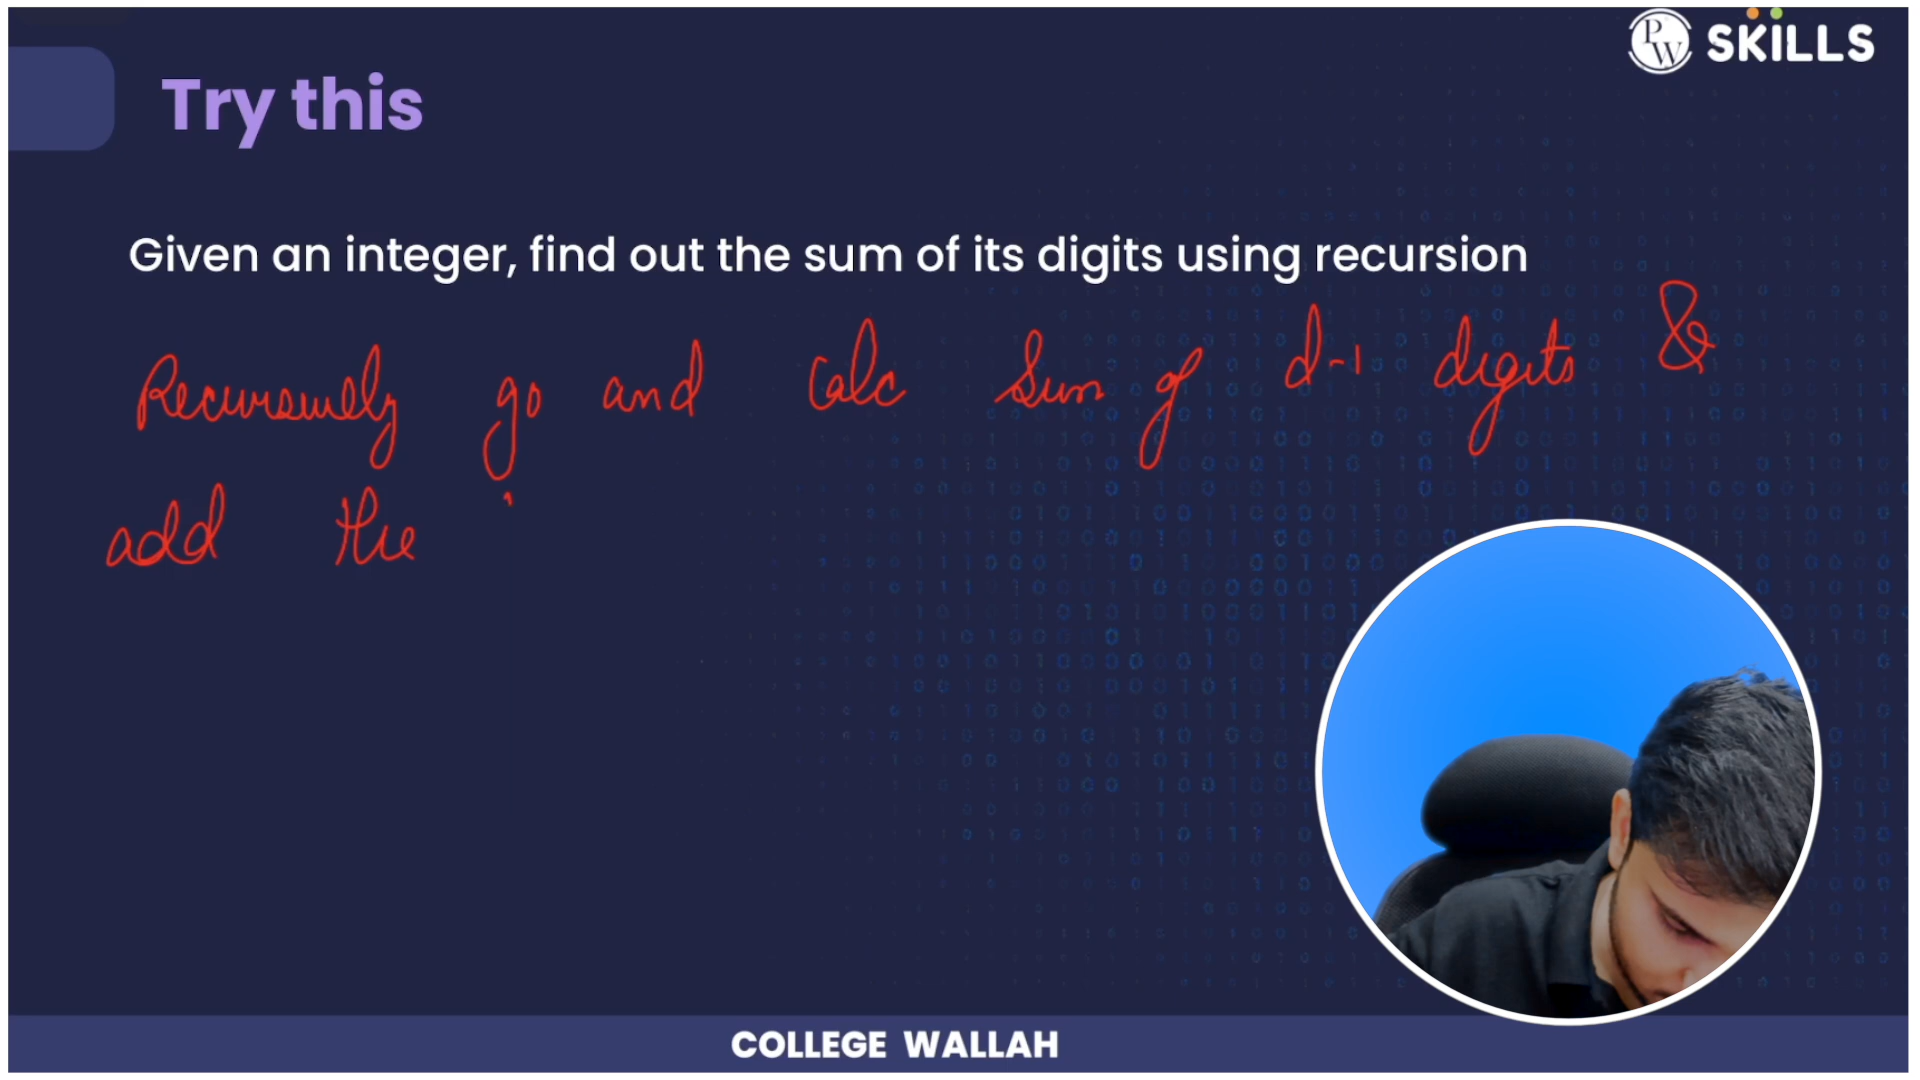 PW SKILLS
Try this
Given an integer, find out the sum of its digits using recursion
Recursively go and calc sum of d-1 digits &
add the
COLLEGE WALLAH